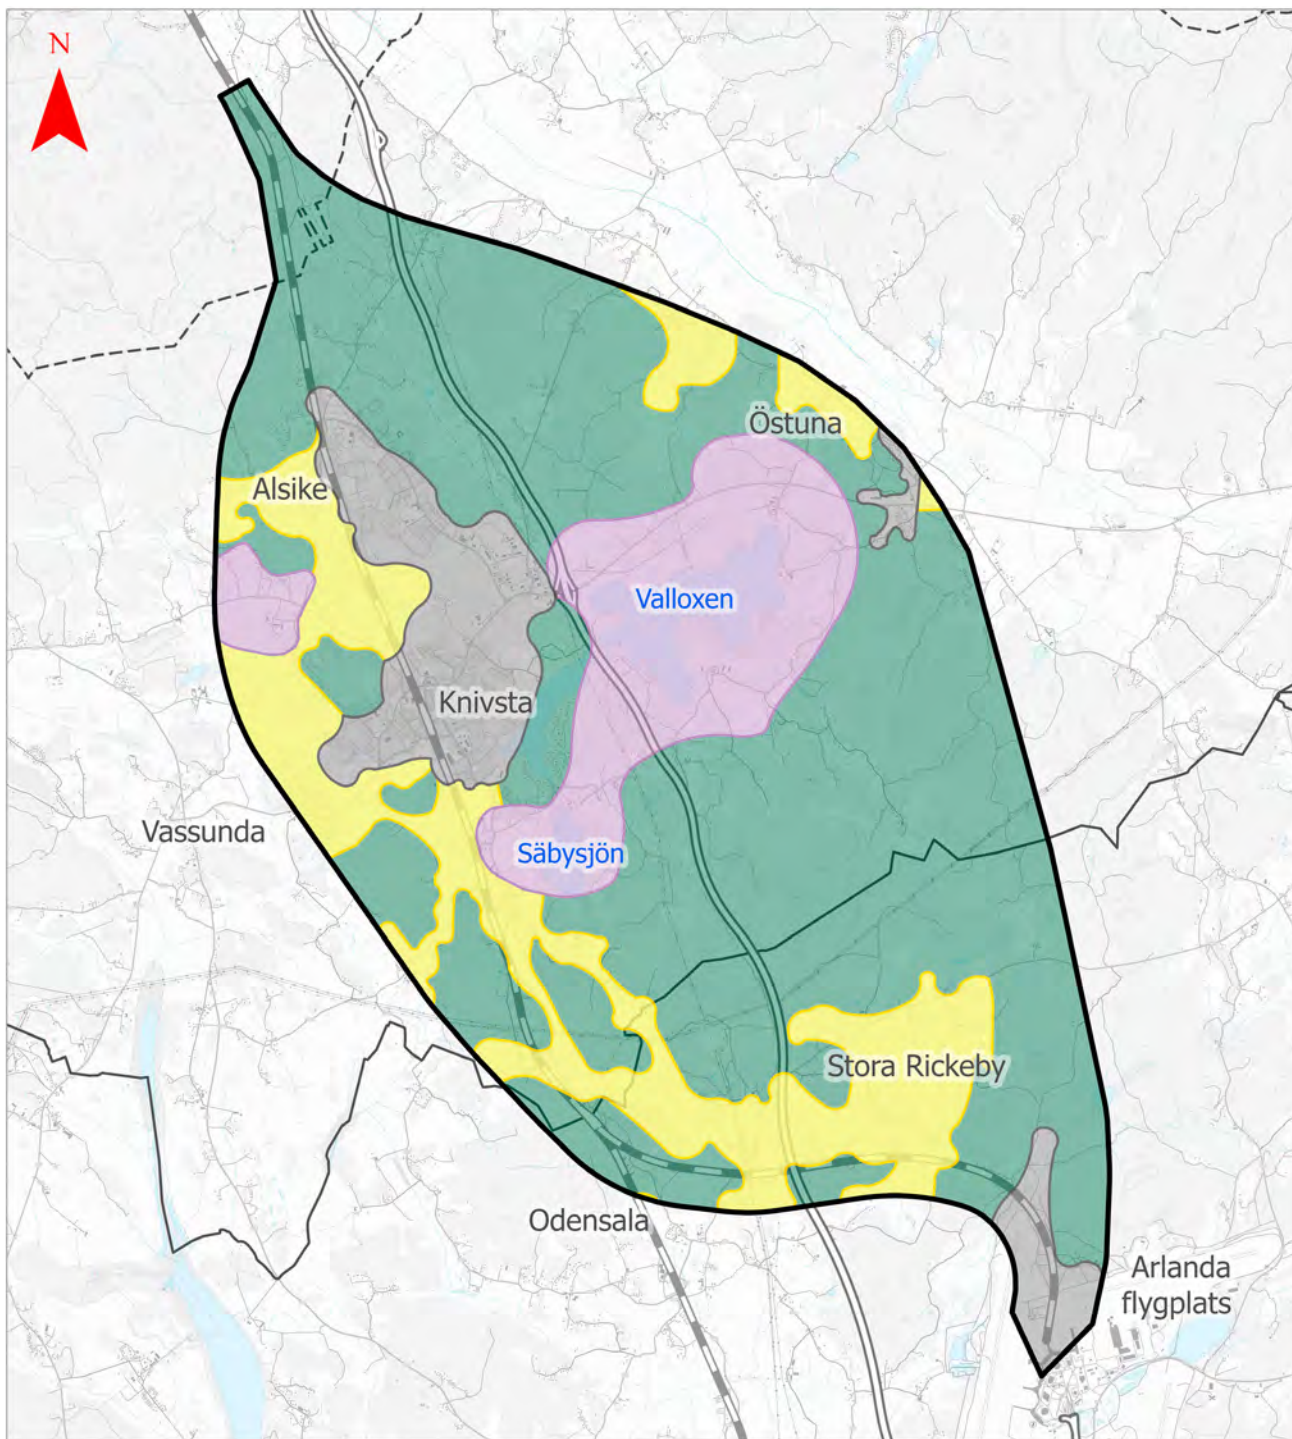 N
Östuna
Alsike
Valloxen
Knivsta
Vassunda
Säbysjön
Stora Rickeby
Odensala
Arlanda
flygplats